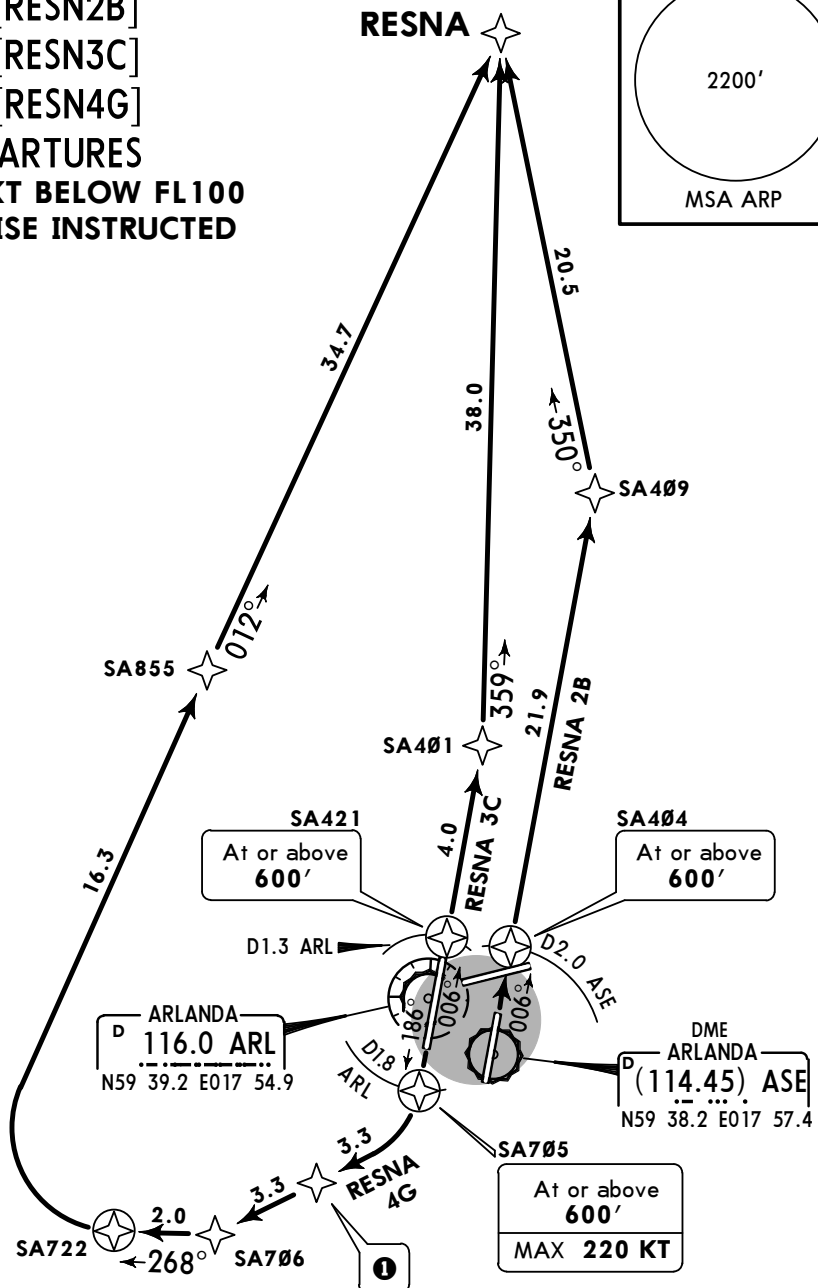 [RESN2B]
[RESN3C]
[RESN4G]
ARTURES
KT BELOW FL100
ISE INSTRUCTED
RESNA
2200'
MSA ARP
20.5
34.7
38.0
←350°
SA4Ø9
012°→
SA855
359°→
21.9
RESNA 2B
SA4Ø1
SA421
At or above
600'
4.0
RESNA 3C
SA4Ø4
At or above
600'
16.3
D1.3 ARL
D2.0 ASE
006°→
186°→
006°→
ARLANDA
D 116.0 ARL
N59 39.2 E017 54.9
D1.8
ARL
DME
ARLANDA
D (114.45) ASE
N59 38.2 E017 57.4
SA7Ø5
At or above
600'
MAX 220 KT
3.3
RESNA
4G
3.3
2.0
SA722
←268°
SA7Ø6
1